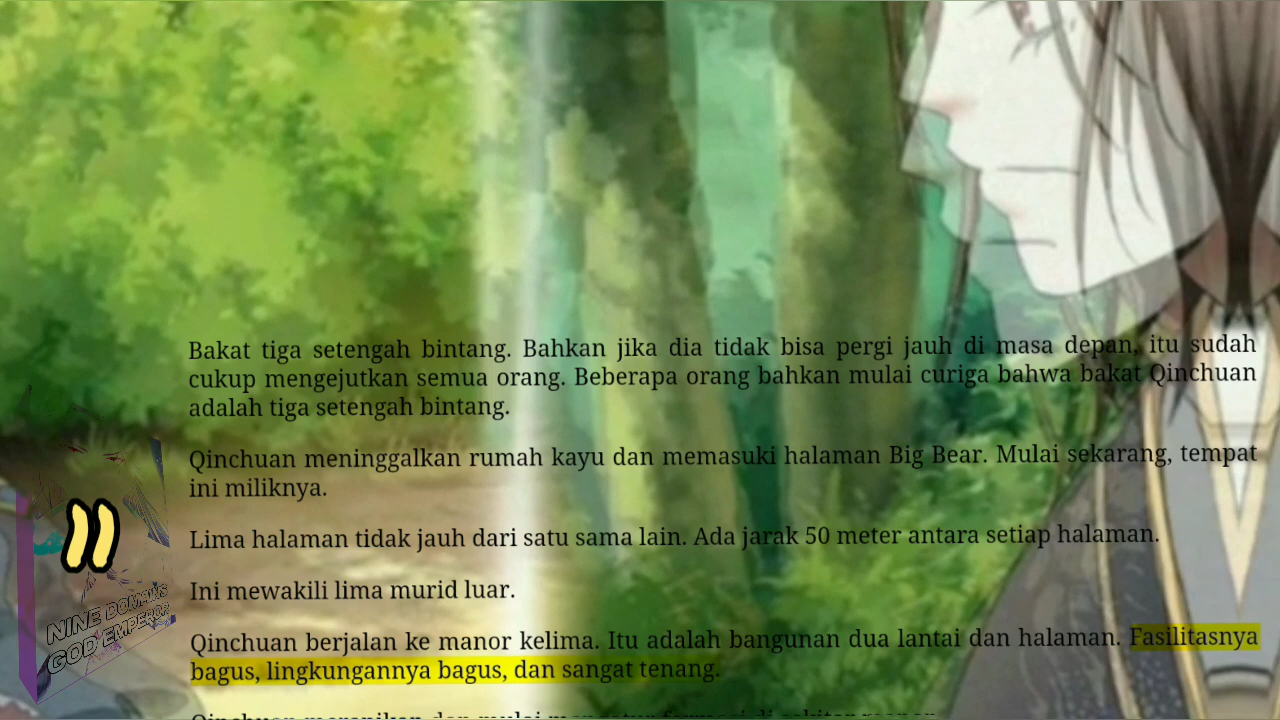 Bakat tiga setengah bintang. Bahkan jika dia tidak bisa pergi jauh di masa depan, itu sudah
cukup mengejutkan semua orang. Beberapa orang bahkan mulai curiga bahwa bakat Qinchuan
adalah tiga setengah bintang.
Qinchuan meninggalkan rumah kayu dan memasuki halaman Big Bear. Mulai sekarang, tempat
ini miliknya.
Lima halaman tidak jauh dari satu sama lain. Ada jarak 50 meter antara setiap halaman.
Ini mewakili lima murid luar.
Qinchuan berjalan ke manor kelima. Itu adalah bangunan dua lantai dan halaman. Fasilitasnya
bagus, lingkungannya bagus, dan sangat tenang.
NINE DOMAINS
GOD EMPEROR